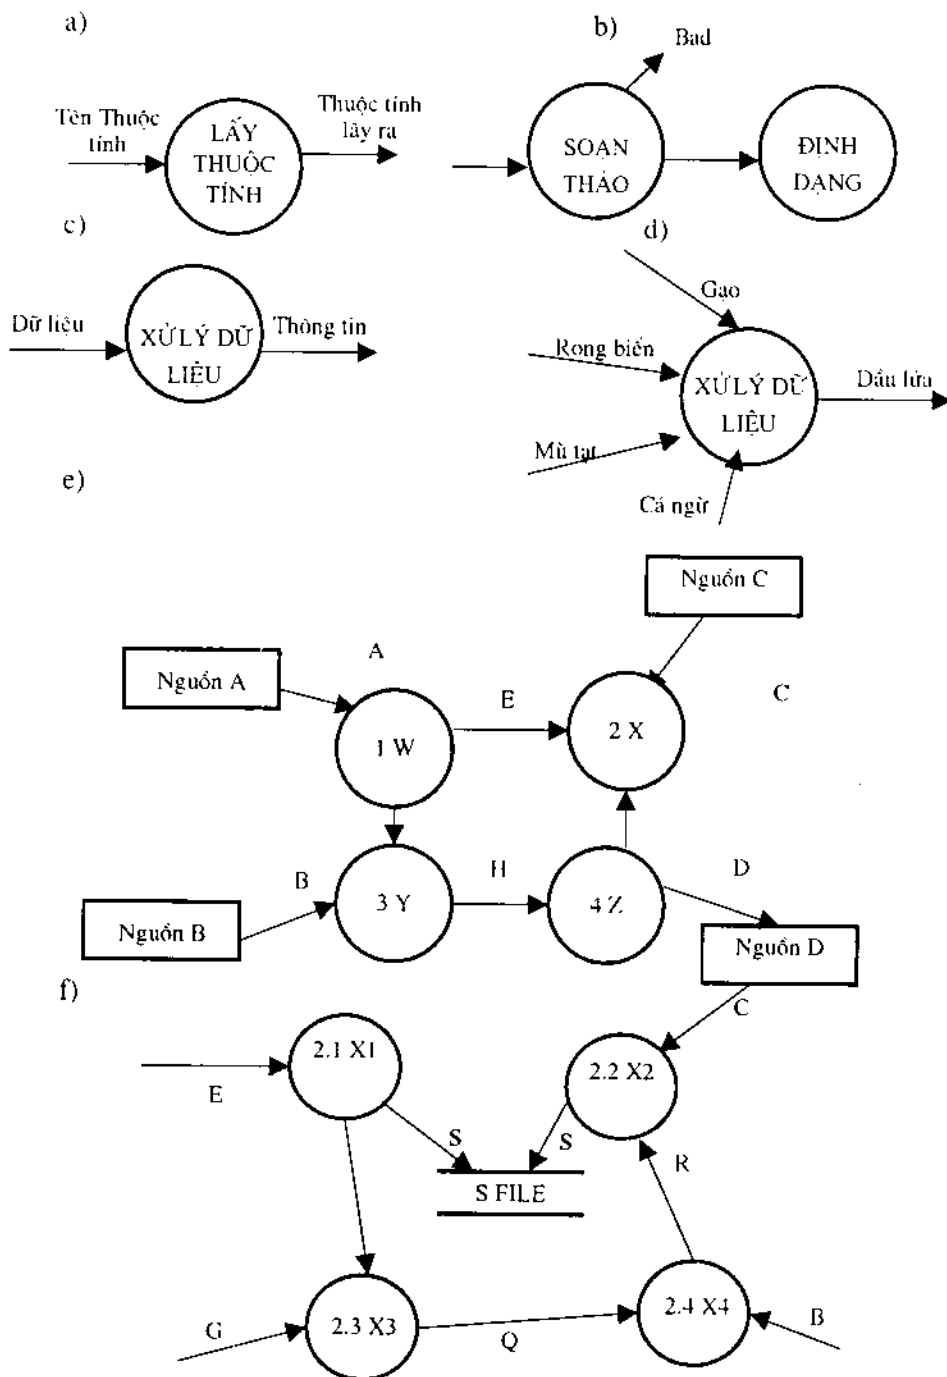 a)
b)
Bad
Tên Thuộc
tính
LẤY
THUỘC
TÍNH
Thuộc tính
lấy ra
SOẠN
THẢO
ĐỊNH
DẠNG
c)
d)
Dữ liệu
XỬ LÝ DỮ
LIỆU
Thông tin
Gạo
Rong biển
Mù tạt
Cá ngừ
XỬ LÝ DỮ
LIỆU
Dầu lửa
e)
Nguồn C
Nguồn A
A
E
C
1 W
2 X
B
H
D
3 Y
4 Z
Nguồn B
Nguồn D
f)
C
2.1 X1
2.2 X2
E
S
S
R
S FILE
2.3 X3
2.4 X4
G
Q
B